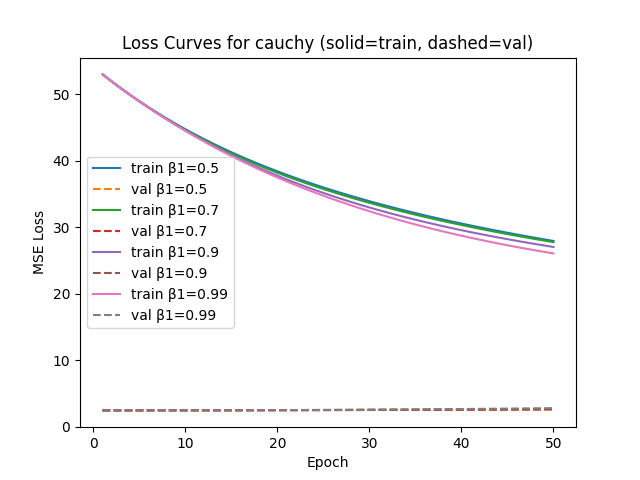 Loss Curves for cauchy (solid=train, dashed=val)
MSE Loss
50
40
30
20
10
0
train β1=0.5
val β1=0.5
train β1=0.7
val β1=0.7
train β1=0.9
val β1=0.9
train β1=0.99
val β1=0.99
0 10 20 30 40 50
Epoch